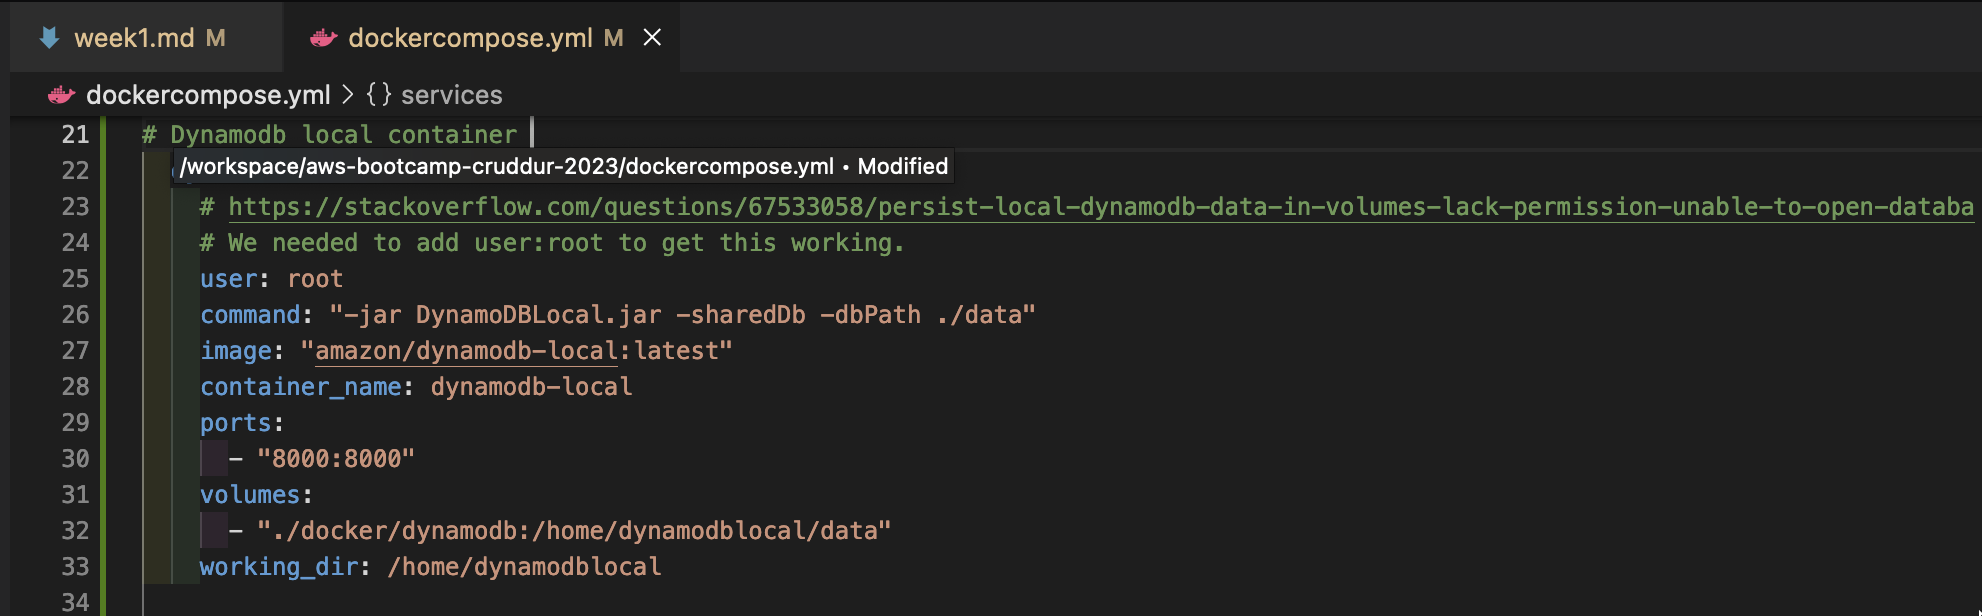 week1.md M dockercompose.yml M
dockercompose.yml > {} services
21 # Dynamodb local container
/workspace/aws-bootcamp-cruddur-2023/dockercompose.yml • Modified
22
23 # https://stackoverflow.com/questions/67533058/persist-local-dynamodb-data-in-volumes-lack-permission-unable-to-open-databa
24 # We needed to add user:root to get this working.
25 user: root
26 command: "-jar DynamoDBLocal.jar -sharedDb -dbPath ./data"
27 image: "amazon/dynamodb-local:latest"
28 container_name: dynamodb-local
29 ports:
30 - "8000:8000"
31 volumes:
32 - "./docker/dynamodb:/home/dynamodblocal/data"
33 working_dir: /home/dynamodblocal
34